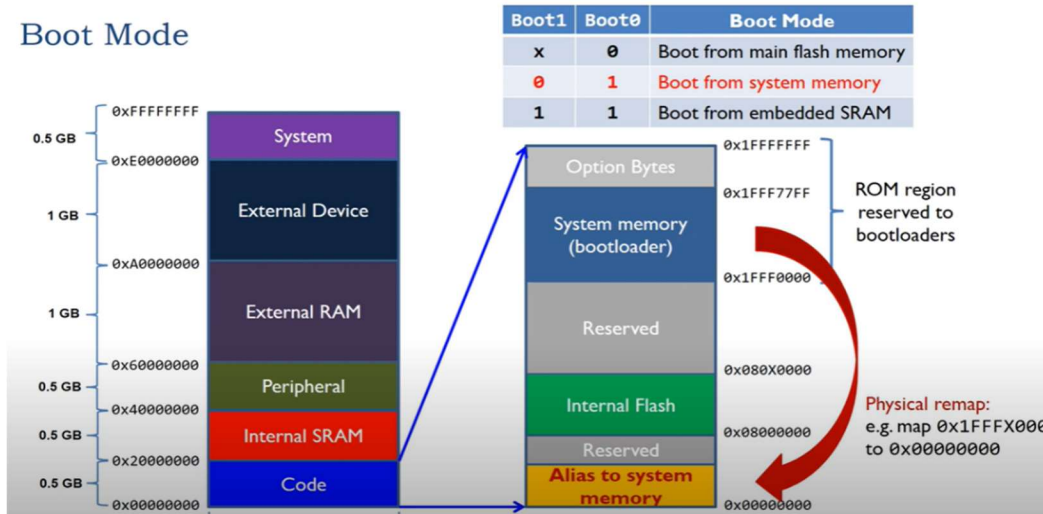 Boot Mode
Boot1 Boot0 Boot Mode
x 0 Boot from main flash memory
0 1 Boot from system memory
1 1 Boot from embedded SRAM
0xFFFFFFFF
0.5 GB
System
0xE0000000
1 GB
External Device
0xA0000000
1 GB
External RAM
0x60000000
0.5 GB
Peripheral
0x40000000
0.5 GB
Internal SRAM
0x20000000
0.5 GB
Code
0x00000000
0x1FFFFFFF
Option Bytes
0x1FFF77FF
System memory
(bootloader)
0x1FFF0000
Reserved
0x080X0000
Internal Flash
0x08000000
Reserved
Alias to system
memory
0x00000000
ROM region
reserved to
bootloaders
Physical remap:
e.g. map 0x1FFFX000
to 0x00000000